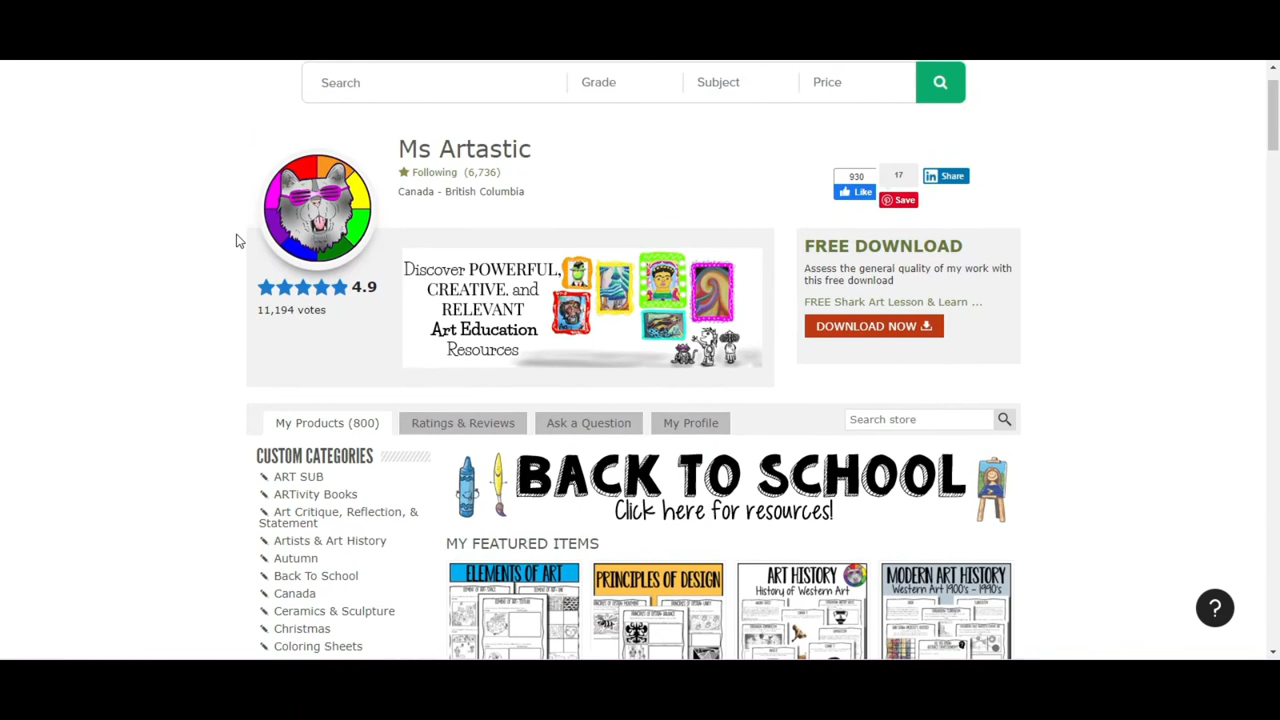 Search Grade Subject Price
Ms Artastic
Following (6,736)
Canada - British Columbia
930
Like
17
Save
Share
4.9
11,194 votes
Discover POWERFUL,
CREATIVE, and
RELEVANT
Art Education
Resources
FREE DOWNLOAD
Assess the general quality of my work with
this free download
FREE Shark Art Lesson & Learn ...
DOWNLOAD NOW
My Products (800) Ratings & Reviews Ask a Question My Profile Search store
CUSTOM CATEGORIES
ART SUB
ARTivity Books
Art Critique, Reflection, &
Statement
Artists & Art History
Autumn
Back To School
Canada
Ceramics & Sculpture
Christmas
Coloring Sheets
BACK TO SCHOOL
Click here for resources!
MY FEATURED ITEMS
ELEMENTS OF ART
PRINCIPLES OF DESIGN
ART HISTORY
History of Western Art
MODERN ART HISTORY
Western Art 1900's - 1990's
?